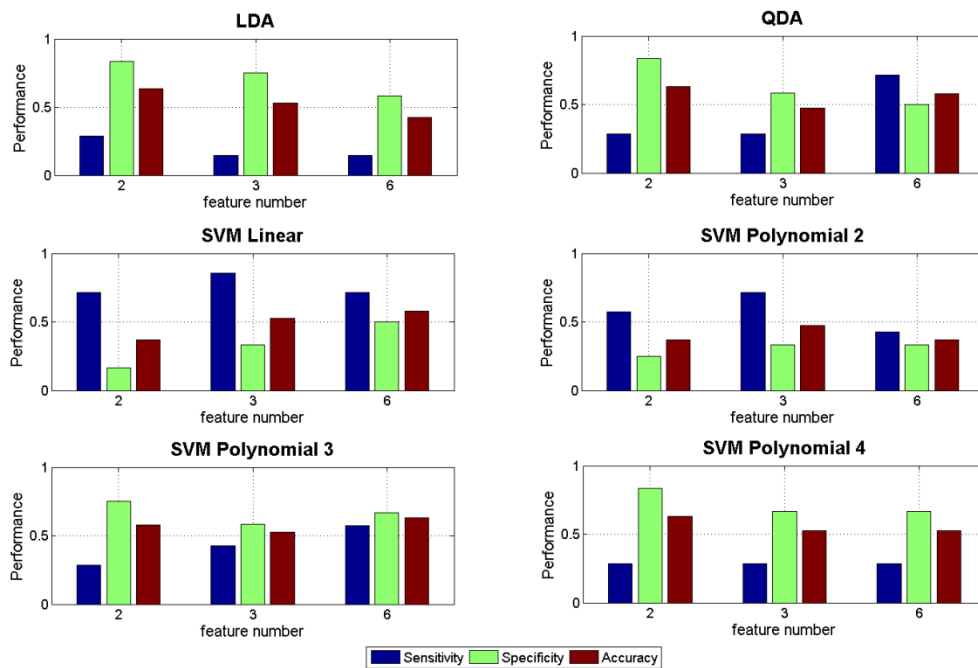 LDA
1
0.5
0
Performance
2 3 6
feature number
QDA
1
0.5
0
Performance
2 3 6
feature number
SVM Linear
1
0.5
0
Performance
2 3 6
feature number
SVM Polynomial 2
1
0.5
0
Performance
2 3 6
feature number
SVM Polynomial 3
1
0.5
0
Performance
2 3 6
feature number
SVM Polynomial 4
1
0.5
0
Performance
2 3 6
feature number
Sensitivity Specificity Accuracy